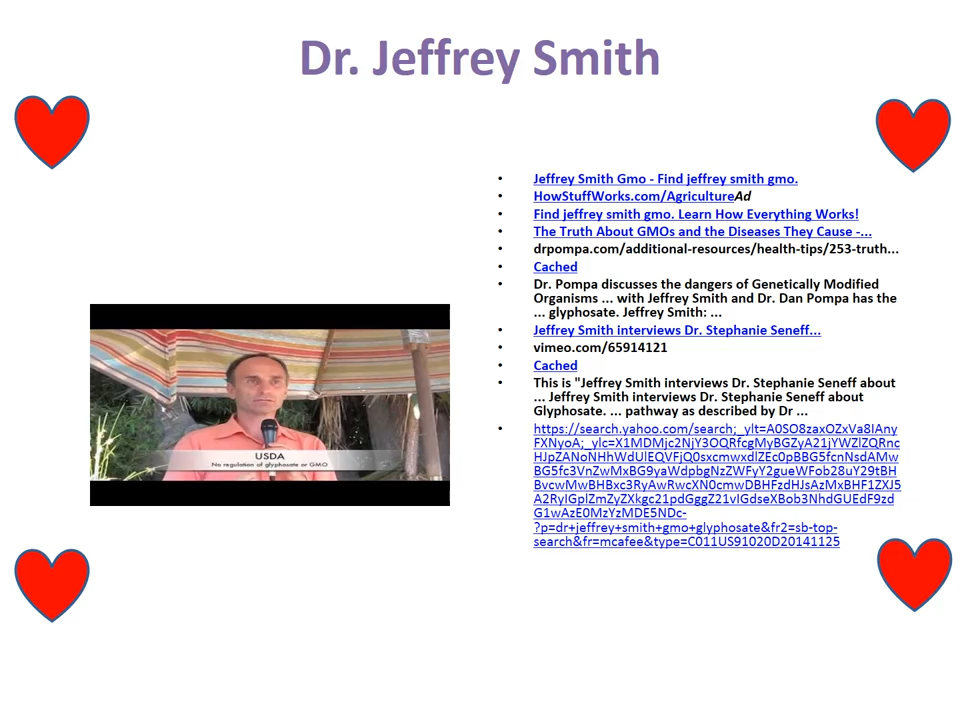 Dr. Jeffrey Smith
USDA
No regulation of glyphosate or GMO
• Jeffrey Smith Gmo - Find jeffrey smith gmo.
• HowStuffWorks.com/AgricultureAd
• Find jeffrey smith gmo. Learn How Everything Works!
• The Truth About GMOs and the Diseases They Cause -...
• drpompa.com/additional-resources/health-tips/253-truth...
• Cached
• Dr. Pompa discusses the dangers of Genetically Modified
Organisms ... with Jeffrey Smith and Dr. Dan Pompa has the
... glyphosate. Jeffrey Smith: ...
• Jeffrey Smith interviews Dr. Stephanie Seneff...
• vimeo.com/65914121
• Cached
• This is "Jeffrey Smith interviews Dr. Stephanie Seneff about
... Jeffrey Smith interviews Dr. Stephanie Seneff about
Glyphosate. ... pathway as described by Dr ...
• https://search.yahoo.com/search;_ylt=A0SO8zaxOZxVa8IAny
FXNyoA;_ylc=X1MDMjc2NjY3OQRfcgMyBGZyA21jYWZlZQRnc
HJpZANoNHhWdUlEQVFjQ0sxcmwxdlZEc0pBBG5fcnNsdAMw
BG5fc3VnZwMxBG9yaWdpbgNzZWFyY2gueWFob28uY29tBH
BvcwMwBHBxc3RyAwRwcXN0cmwDBHFzdHJsAzMxBHF1ZXJ5
A2RyIGplZmZyZXkgc21pdGggZ21vIGdseXBob3NhdGUEdF9zd
G1wAzE0MzYzMDE5NDc-
?p=dr+jeffrey+smith+gmo+glyphosate&fr2=sb-top-
search&fr=mcafee&type=C011US91020D20141125